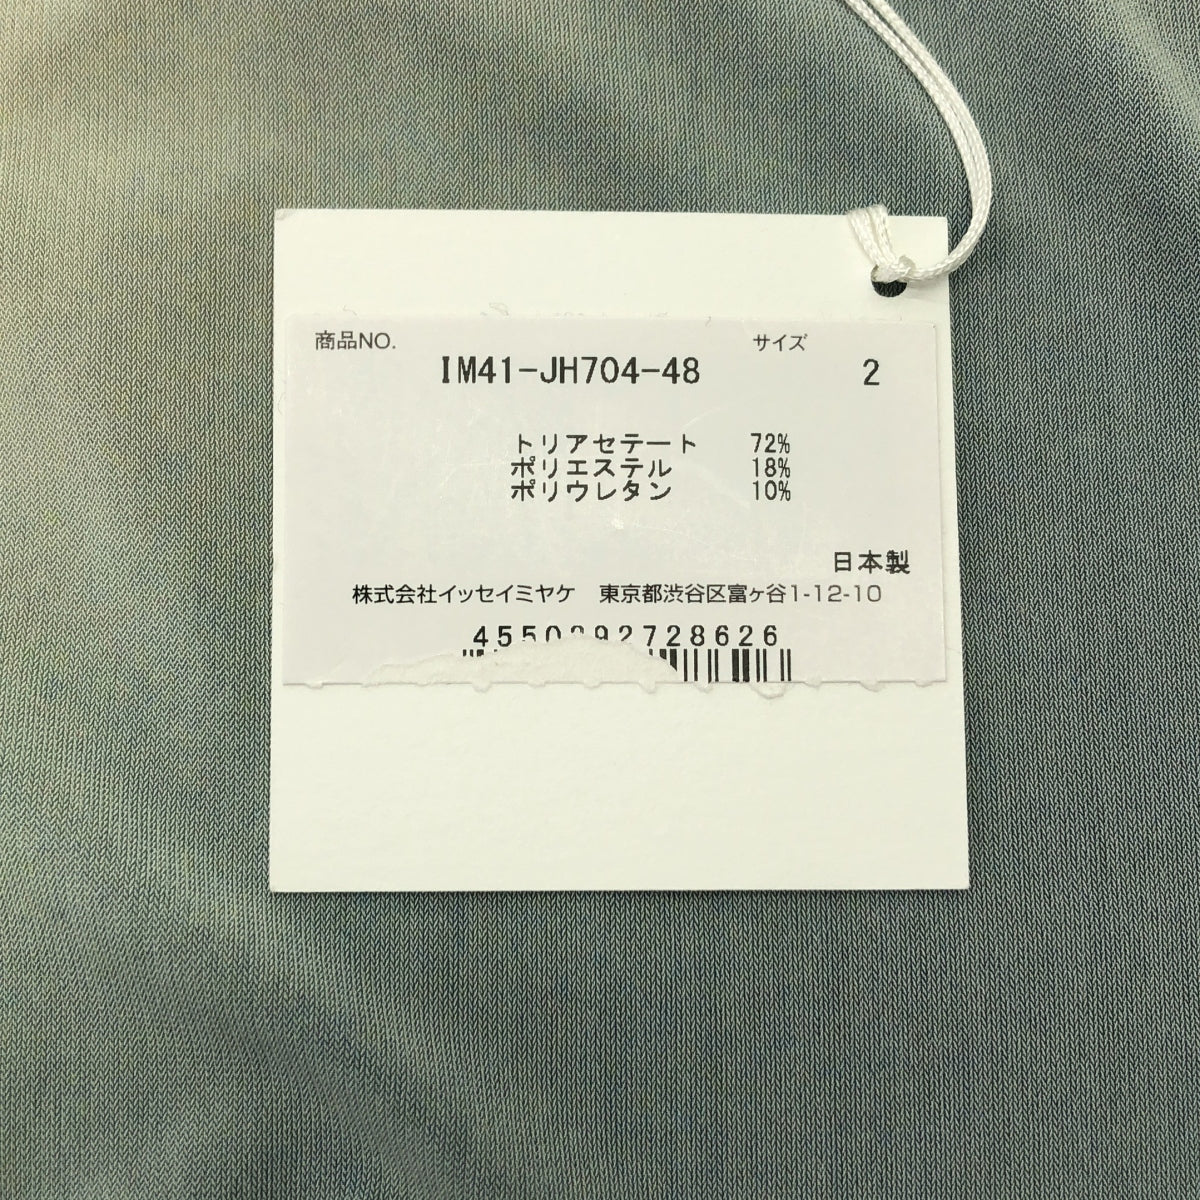 商品NO. サイズ
IM41-JH704-48 2
トリアセテート 72%
ポリエステル 18%
ポリウレタン 10%
日本製
株式会社イッセイミヤケ 東京都渋谷区富ヶ谷1-12-10